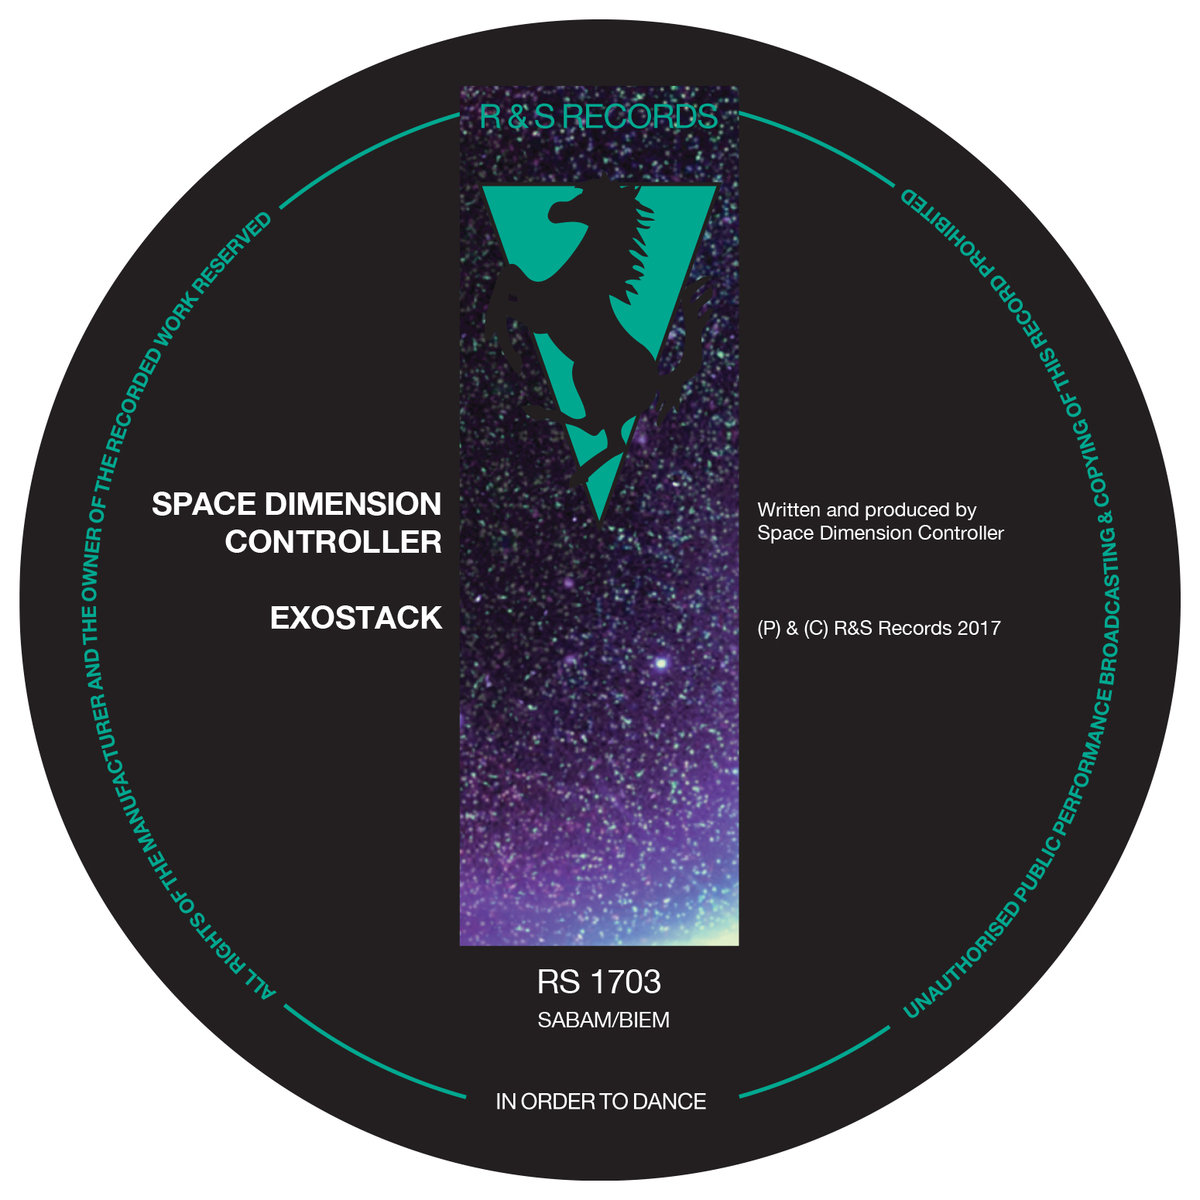 R & S RECORDS
SPACE DIMENSION
CONTROLLER
EXOSTACK
Written and produced by
Space Dimension Controller
(P) & (C) R&S Records 2017
RS 1703
SABAM/BIEM
IN ORDER TO DANCE
ALL RIGHTS OF THE MANUFACTURER AND THE OWNER OF THE RECORDED WORK RESERVED
UNAUTHORISED PUBLIC PERFORMANCE BROADCASTING & COPYING OF THIS RECORD PROHIBITED